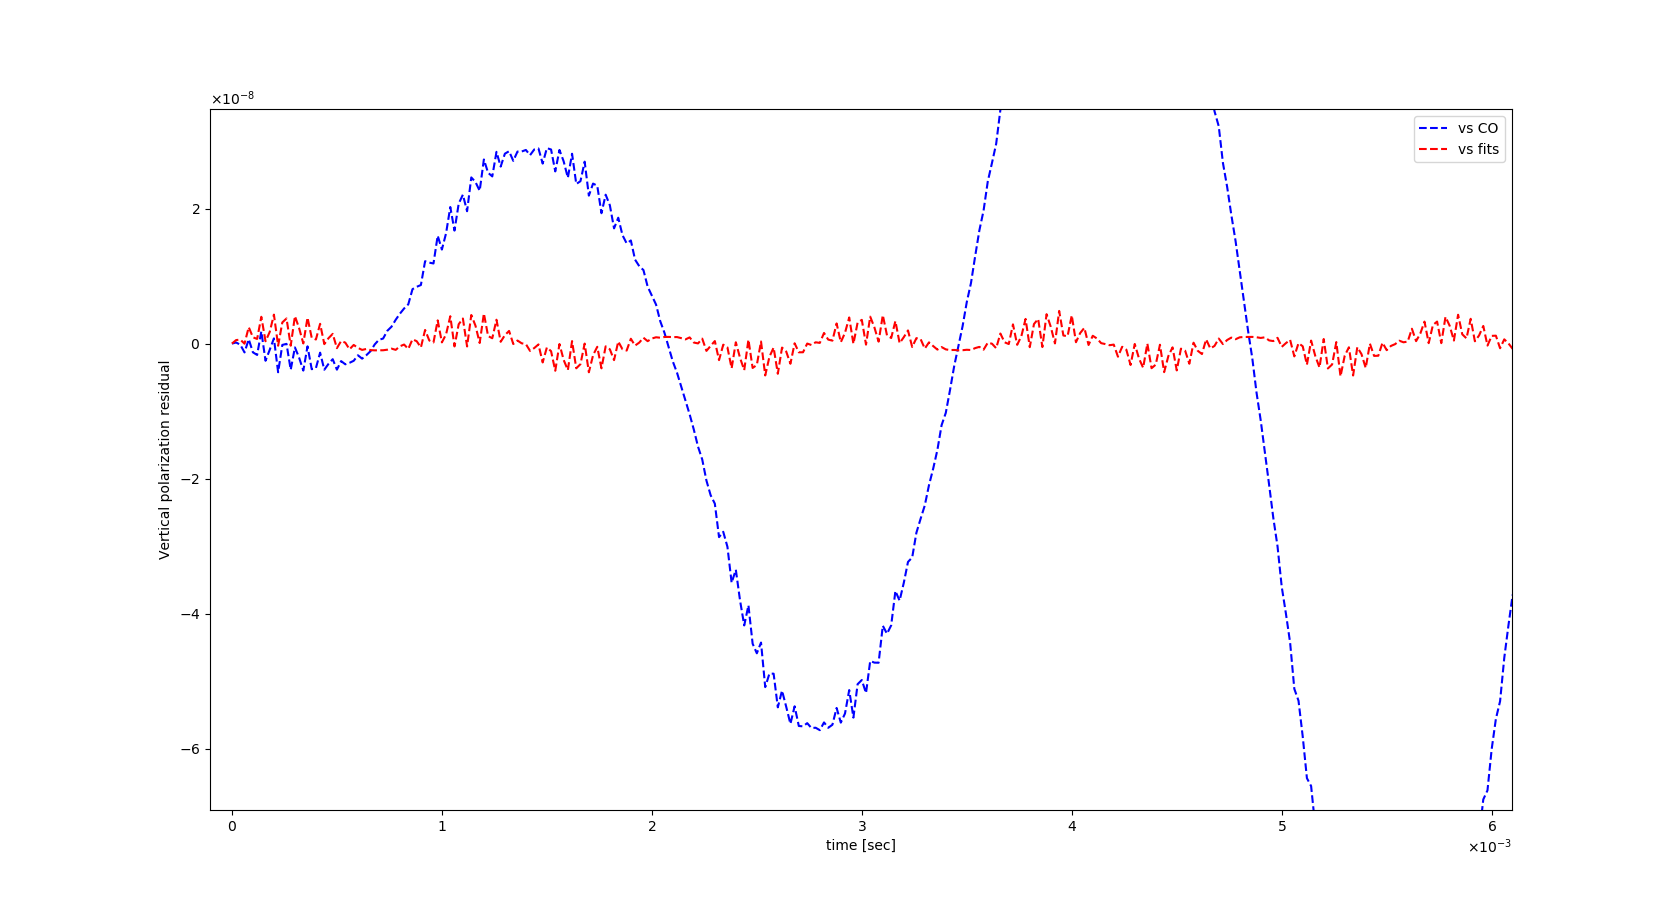 ×10⁻⁸
vs CO
vs fits
2
0
−2
−4
−6
Vertical polarization residual
0 1 2 3 4 5 6
time [sec]
×10⁻³